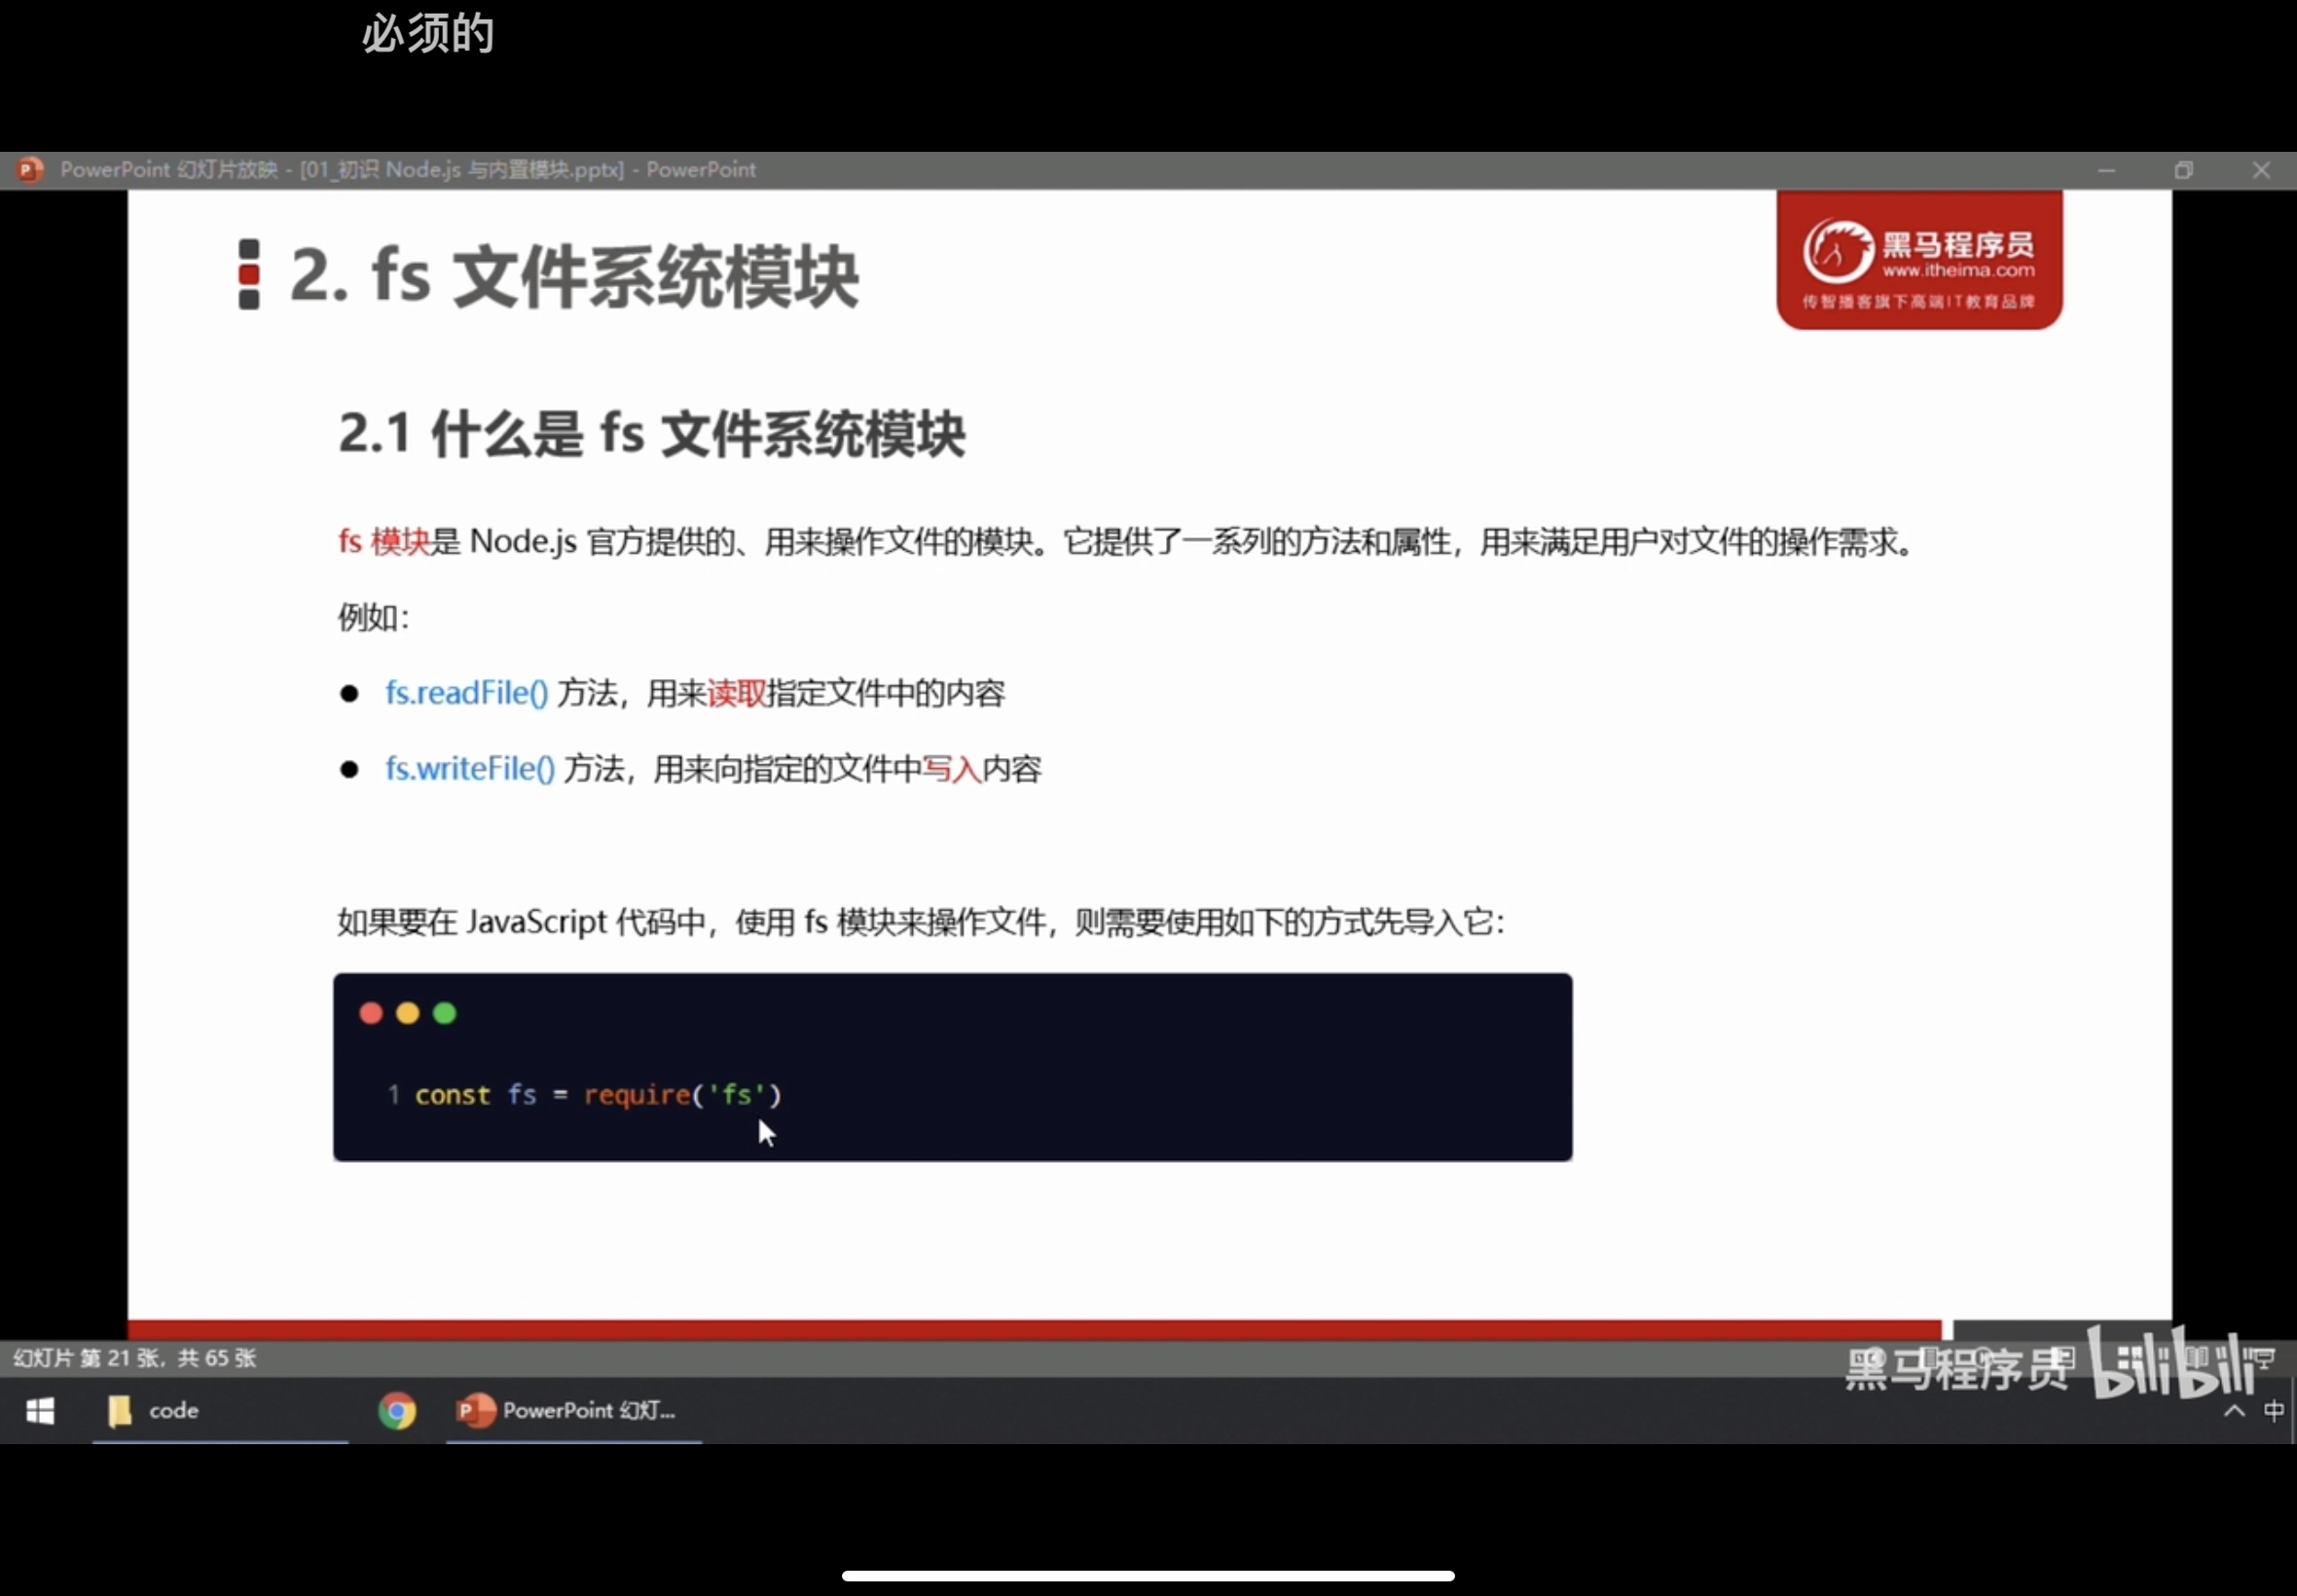 必须的
PowerPoint 幻灯片放映 - [01_初识 Node.js 与内置模块.pptx] - PowerPoint
2. fs 文件系统模块
黑马程序员
www.itheima.com
传智播客旗下高端IT教育品牌
2.1 什么是 fs 文件系统模块
fs 模块是 Node.js 官方提供的、用来操作文件的模块。它提供了一系列的方法和属性，用来满足用户对文件的操作需求。
例如：
● fs.readFile() 方法，用来读取指定文件中的内容
● fs.writeFile() 方法，用来向指定的文件中写入内容
如果要在 JavaScript 代码中，使用 fs 模块来操作文件，则需要使用如下的方式先导入它：
1 const fs = require('fs')
幻灯片 第 21 张，共 65 张
黑马程序员 bilibili
code
PowerPoint 幻灯...
中